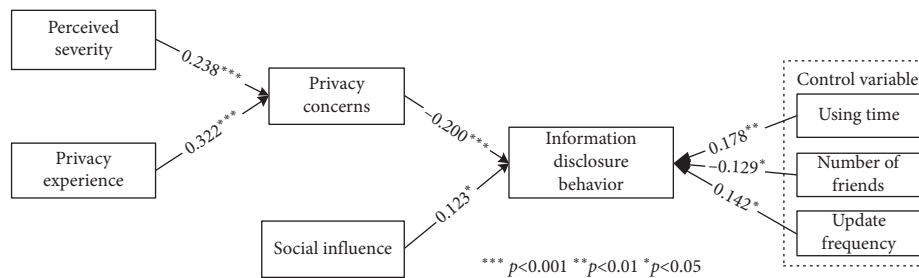 Perceived
severity
0.238***
Privacy
experience
0.322***
Privacy
concerns
−0.200***
Social influence
0.123*
Information
disclosure
behavior
Control variable
Using time
0.178**
Number of
friends
−0.129*
Update
frequency
0.142*
*** p<0.001 **p<0.01 *p<0.05